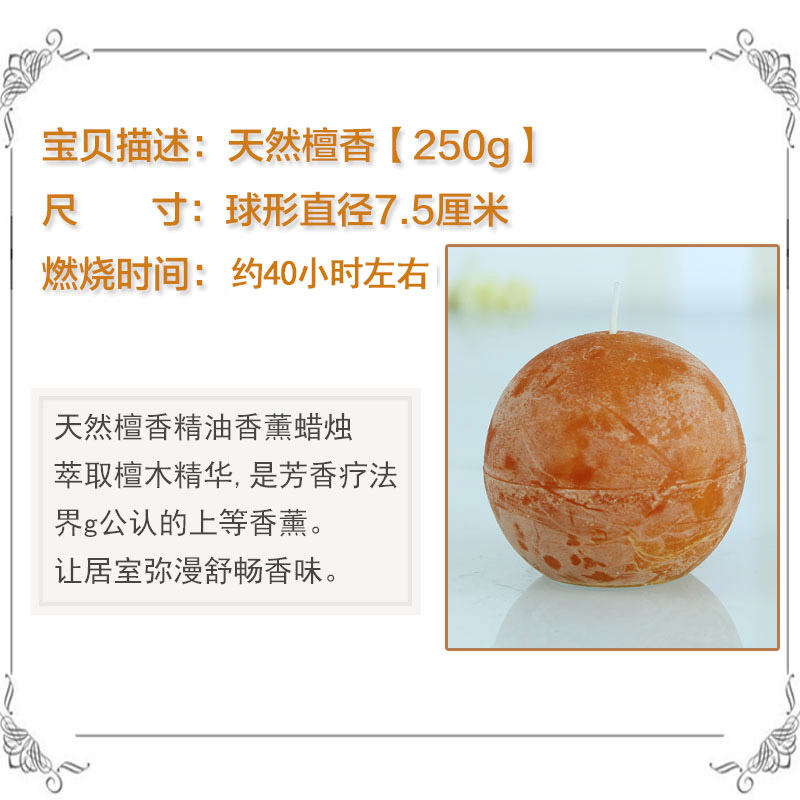 宝贝描述：天然檀香【250g】
尺　　寸：球形直径7.5厘米
燃烧时间：约40小时左右
天然檀香精油香薰蜡烛
萃取檀木精华,是芳香疗法
界g公认的上等香薰。
让居室弥漫舒畅香味。